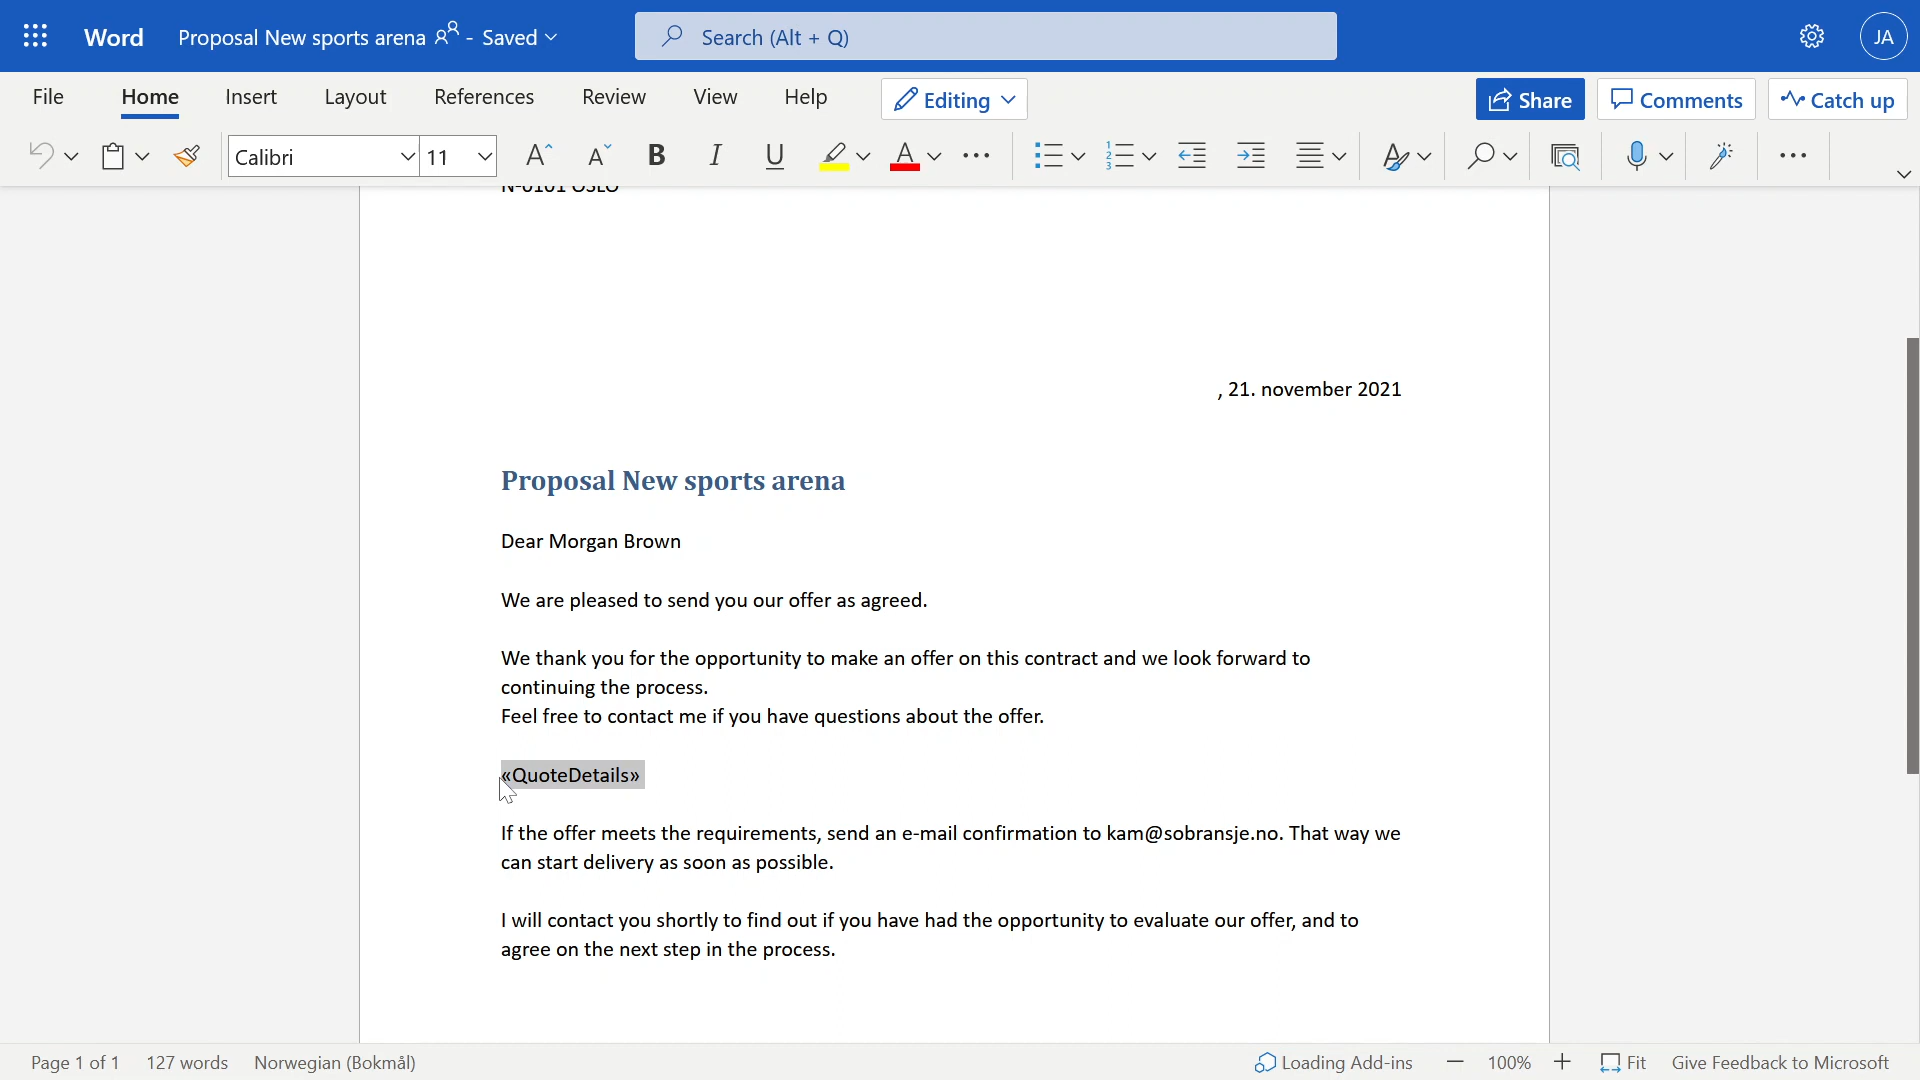 Word Proposal New sports arena - Saved Search (Alt + Q) JA
File Home Insert Layout References Review View Help Editing Share Comments Catch up
Calibri 11 B I U A
N-0101 OSLO
, 21. november 2021
Proposal New sports arena
Dear Morgan Brown
We are pleased to send you our offer as agreed.
We thank you for the opportunity to make an offer on this contract and we look forward to
continuing the process.
Feel free to contact me if you have questions about the offer.
«QuoteDetails»
If the offer meets the requirements, send an e-mail confirmation to kam@sobransje.no. That way we
can start delivery as soon as possible.
I will contact you shortly to find out if you have had the opportunity to evaluate our offer, and to
agree on the next step in the process.
Page 1 of 1 127 words Norwegian (Bokmål) Loading Add-ins 100% Fit Give Feedback to Microsoft